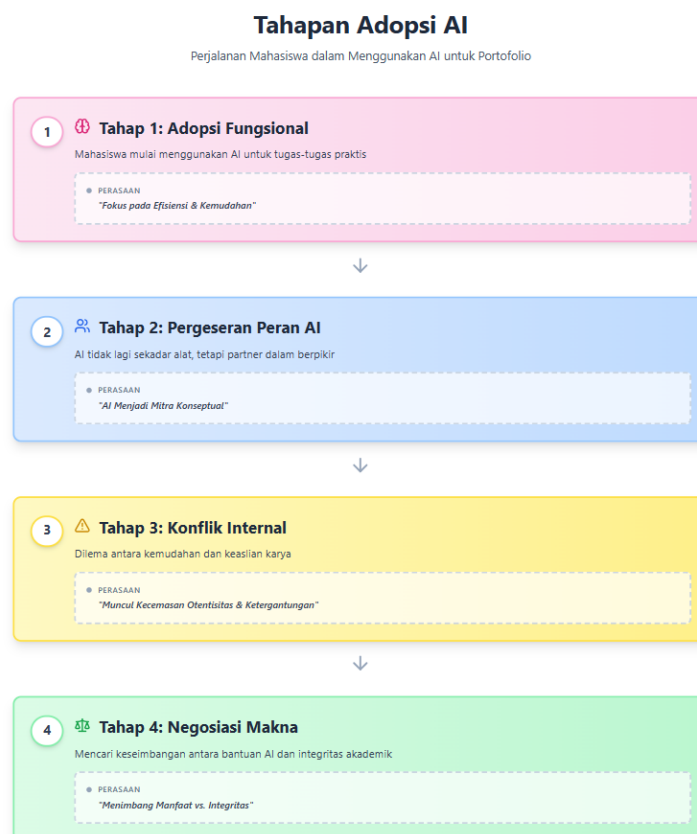 Tahapan Adopsi AI
Perjalanan Mahasiswa dalam Menggunakan AI untuk Portofolio
1
Tahap 1: Adopsi Fungsional
Mahasiswa mulai menggunakan AI untuk tugas-tugas praktis
PERASAAN
"Fokus pada Efisiensi & Kemudahan"
2
Tahap 2: Pergeseran Peran AI
AI tidak lagi sekadar alat, tetapi partner dalam berpikir
PERASAAN
"AI Menjadi Mitra Konseptual"
3
Tahap 3: Konflik Internal
Dilema antara kemudahan dan keaslian karya
PERASAAN
"Muncul Kecemasan Otentisitas & Ketergantungan"
4
Tahap 4: Negosiasi Makna
Mencari keseimbangan antara bantuan AI dan integritas akademik
PERASAAN
"Menimbang Manfaat vs. Integritas"